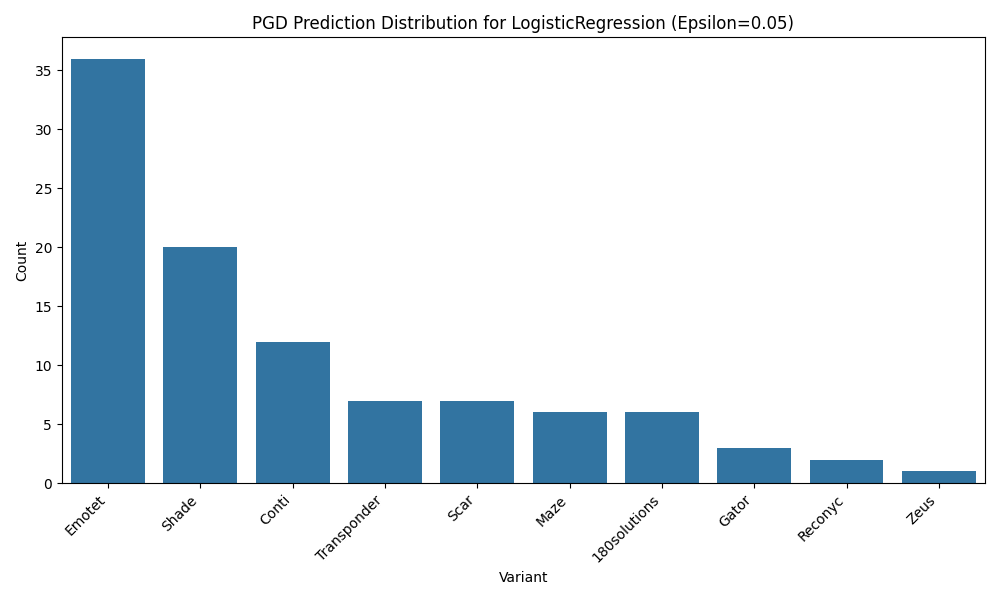 PGD Prediction Distribution for LogisticRegression (Epsilon=0.05)
Count
35
30
25
20
15
10
5
0
Emotet
Shade
Conti
Transponder
Scar
Maze
180solutions
Gator
Reconyc
Zeus
Variant